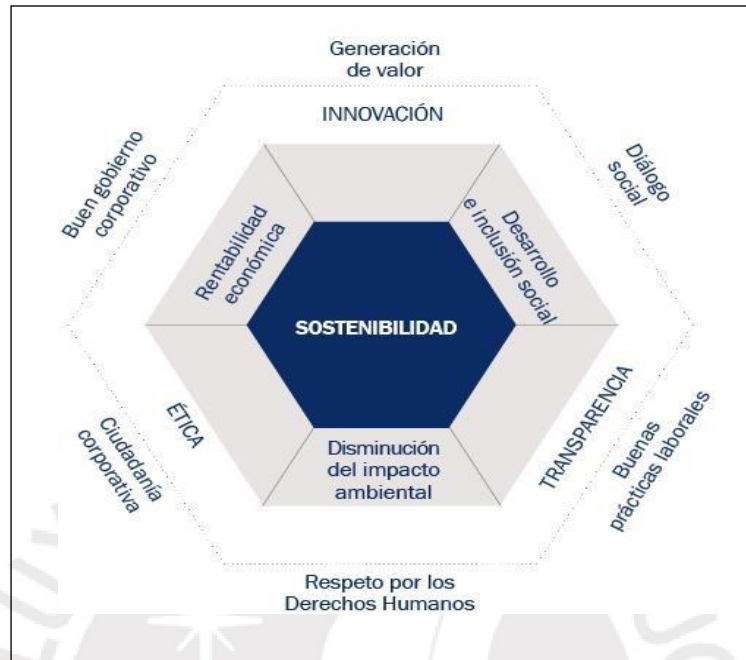 Generación
de valor
INNOVACIÓN
Buen gobierno
corporativo
Diálogo
social
Rentabilidad
económica
Desarrollo
e inclusión social
SOSTENIBILIDAD
ÉTICA
TRANSPARENCIA
Ciudadanía
corporativa
Disminución
del impacto
ambiental
Buenas
prácticas laborales
Respeto por los
Derechos Humanos